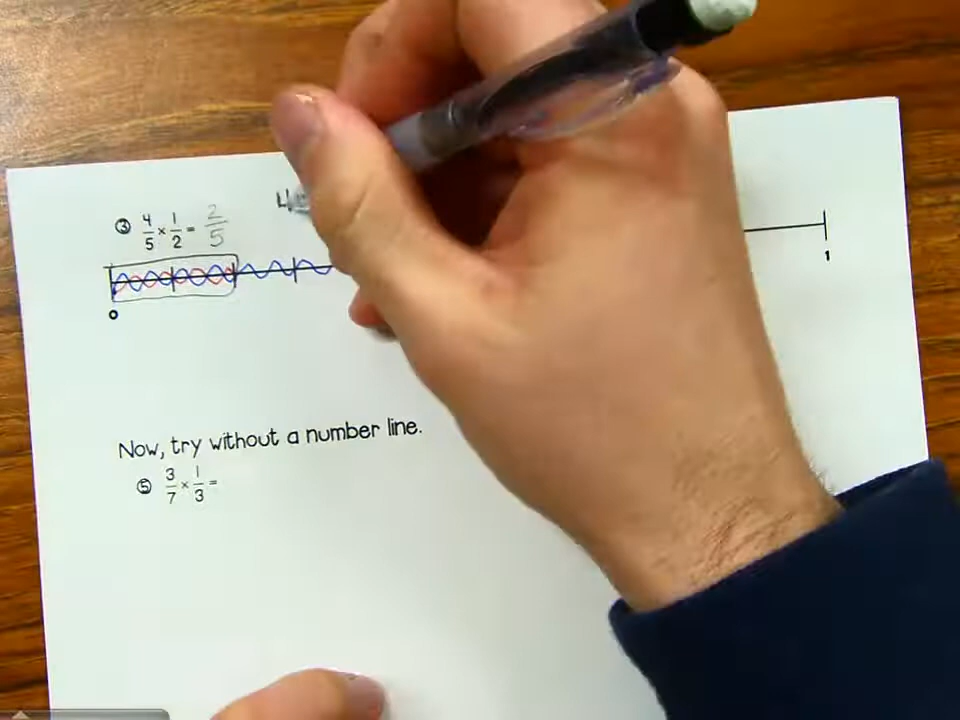 ③ 4/5 × 1/2 = 2/5
4
0
1
Now, try without a number line.
⑤ 3/7 × 1/3 =